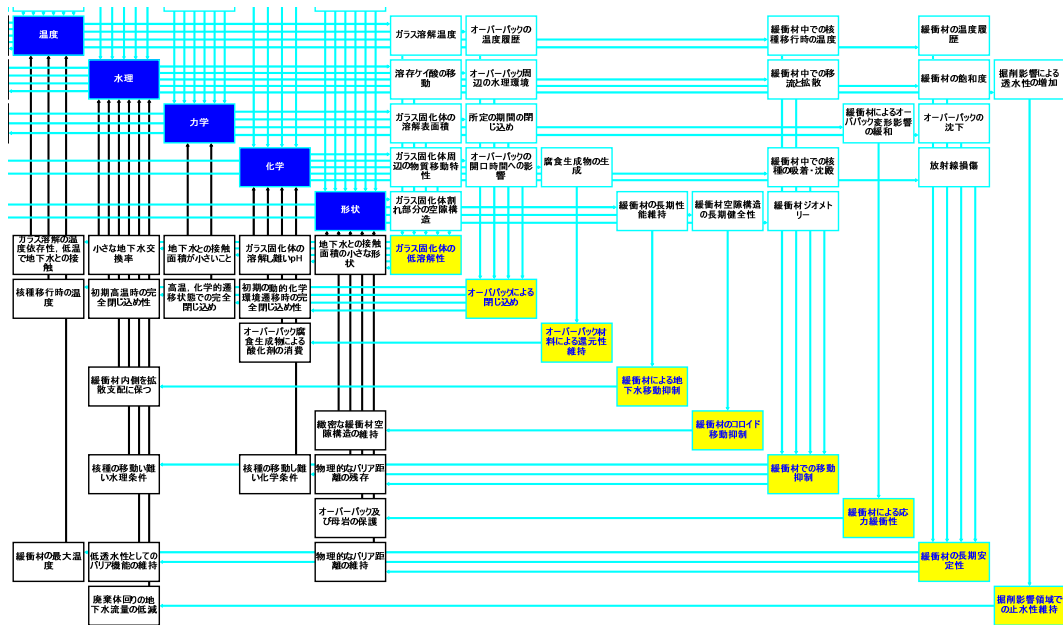 温度
ガラス溶解温度
オーバーパックの
温度履歴
緩衝材中での核
種移行時の温度
緩衝材の温度履
歴
水理
溶存ケイ酸の移
動
オーバーパック周
辺の水理環境
緩衝材中での移
流と拡散
緩衝材の飽和度
掘削影響による
透水性の増加
力学
ガラス固化体の
溶解表面積
所定の期間の閉
じ込め
緩衝材によるオー
バパック変形影響
の緩和
オーバーパックの
沈下
化学
ガラス固化体周
辺の物質移動特
性
オーバーパックの
開口時間への影
響
腐食生成物の生
成
緩衝材中での核
種の吸着・沈殿
放射線損傷
形状
ガラス固化体割
れ部分の空隙構
造
緩衝材の長期性
能維持
緩衝材空隙構造
の長期健全性
緩衝材ジオメト
リー
ガラス溶解の温
度依存性，低温
で地下水との接
触
小さな地下水交
換率
地下水との接触
面積が小さいこと
ガラス固化体の
溶解し難いpH
地下水との接触
面積の小さな形
状
ガラス固化体の
低溶解性
核種移行時の温
度
初期高温時の完
全閉じ込め性
高温，化学的遷
移状態での完全
閉じ込め
初期の動的化学
環境遷移時の完
全閉じ込め性
オーバパックによる
閉じ込め
オーバーパック腐
食生成物による
酸化剤の消費
オーバーパック材
料による還元性
維持
緩衝材内側を拡
散支配に保つ
緩衝材による地
下水移動抑制
緻密な緩衝材空
隙構造の維持
緩衝材のコロイド
移動抑制
核種の移動い難
い水理条件
核種の移動し難
い化学条件
物理的なバリア距
離の残存
緩衝材での移動
抑制
オーバーパック及
び母岩の保護
緩衝材による応
力緩衝性
緩衝材の最大温
度
低透水性としての
バリア機能の維持
物理的なバリア距
離の維持
緩衝材の長期安
定性
廃棄体回りの地
下水流量の低減
掘削影響領域で
の止水性維持